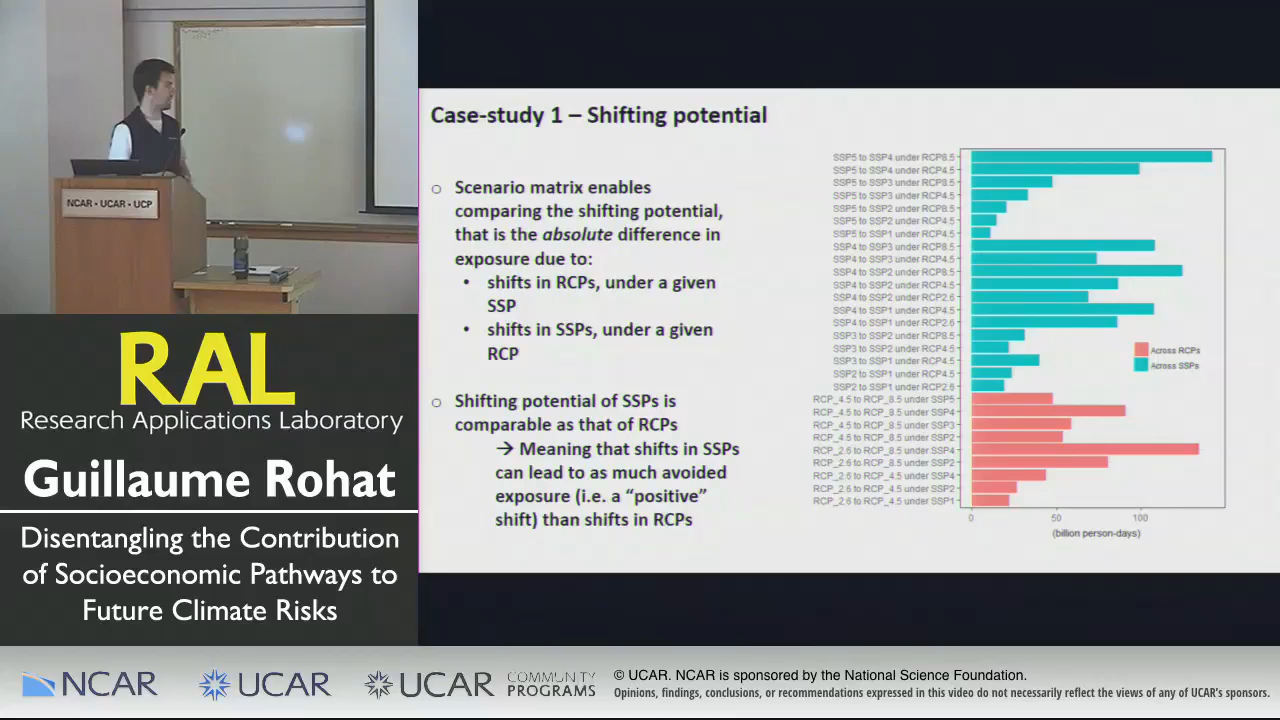 NCAR • UCAR • UCP
RAL
Research Applications Laboratory
Guillaume Rohat
Disentangling the Contribution
of Socioeconomic Pathways to
Future Climate Risks
Case-study 1 – Shifting potential
Scenario matrix enables
comparing the shifting potential,
that is the absolute difference in
exposure due to:
• shifts in RCPs, under a given
SSP
• shifts in SSPs, under a given
RCP
Shifting potential of SSPs is
comparable as that of RCPs
→ Meaning that shifts in SSPs
can lead to as much avoided
exposure (i.e. a "positive"
shift) than shifts in RCPs
SSP5 to SSP4 under RCP8.5
SSP5 to SSP4 under RCP4.5
SSP5 to SSP3 under RCP8.5
SSP5 to SSP3 under RCP4.5
SSP5 to SSP2 under RCP8.5
SSP5 to SSP2 under RCP4.5
SSP5 to SSP1 under RCP4.5
SSP4 to SSP3 under RCP8.5
SSP4 to SSP3 under RCP4.5
SSP4 to SSP2 under RCP8.5
SSP4 to SSP2 under RCP4.5
SSP4 to SSP2 under RCP2.6
SSP4 to SSP1 under RCP4.5
SSP4 to SSP1 under RCP2.6
SSP3 to SSP2 under RCP8.5
SSP3 to SSP2 under RCP4.5
SSP3 to SSP1 under RCP4.5
SSP2 to SSP1 under RCP4.5
SSP2 to SSP1 under RCP2.6
RCP_4.5 to RCP_8.5 under SSP5
RCP_4.5 to RCP_8.5 under SSP4
RCP_4.5 to RCP_8.5 under SSP3
RCP_4.5 to RCP_8.5 under SSP2
RCP_2.6 to RCP_8.5 under SSP4
RCP_2.6 to RCP_8.5 under SSP2
RCP_2.6 to RCP_4.5 under SSP4
RCP_2.6 to RCP_4.5 under SSP2
RCP_2.6 to RCP_4.5 under SSP1
Across RCPs
Across SSPs
0 50 100
(billion person-days)
NCAR
UCAR
UCAR COMMUNITY
PROGRAMS
© UCAR. NCAR is sponsored by the National Science Foundation.
Opinions, findings, conclusions, or recommendations expressed in this video do not necessarily reflect the views of any of UCAR's sponsors.